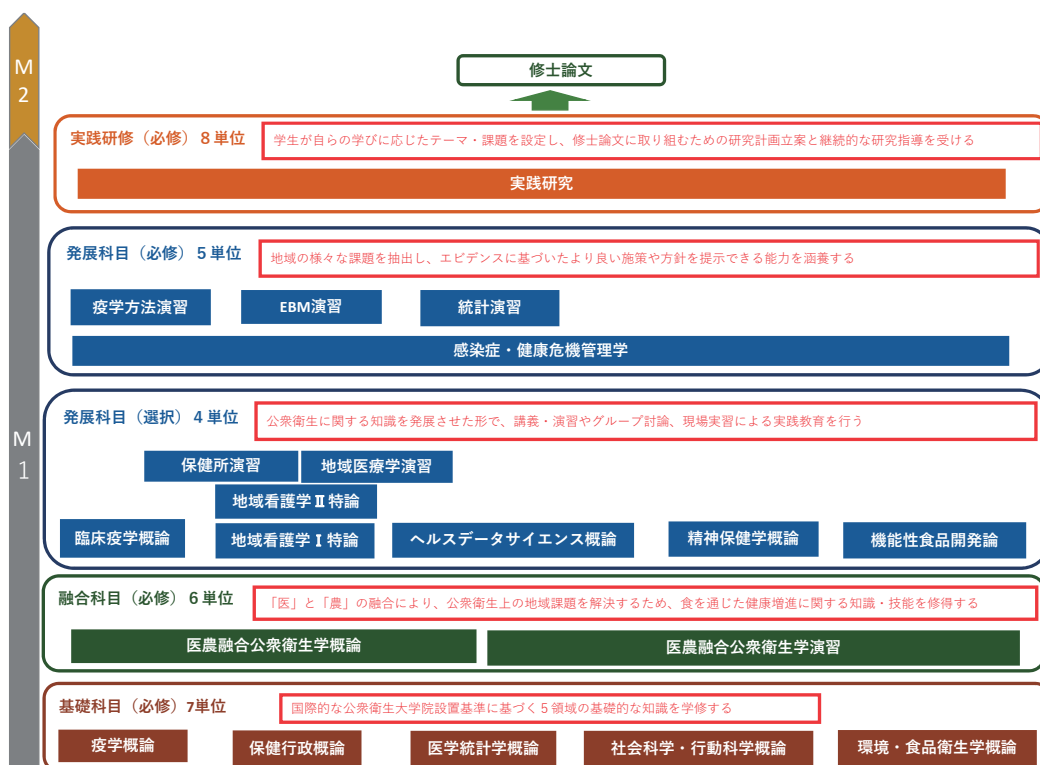 M
2
修士論文
実践研修（必修）８単位
学生が自らの学びに応じたテーマ・課題を設定し、修士論文に取り組むための研究計画立案と継続的な研究指導を受ける
実践研究
発展科目（必修）５単位
地域の様々な課題を抽出し、エビデンスに基づいたより良い施策や方針を提示できる能力を涵養する
疫学方法演習
EBM演習
統計演習
感染症・健康危機管理学
M
1
発展科目（選択）４単位
公衆衛生に関する知識を発展させた形で、講義・演習やグループ討論、現場実習による実践教育を行う
保健所演習
地域医療学演習
地域看護学Ⅱ特論
臨床疫学概論
地域看護学Ⅰ特論
ヘルスデータサイエンス概論
精神保健学概論
機能性食品開発論
融合科目（必修）６単位
「医」と「農」の融合により、公衆衛生上の地域課題を解決するため、食を通じた健康増進に関する知識・技能を修得する
医農融合公衆衛生学概論
医農融合公衆衛生学演習
基礎科目（必修）7単位
国際的な公衆衛生大学院設置基準に基づく５領域の基礎的な知識を学修する
疫学概論
保健行政概論
医学統計学概論
社会科学・行動科学概論
環境・食品衛生学概論